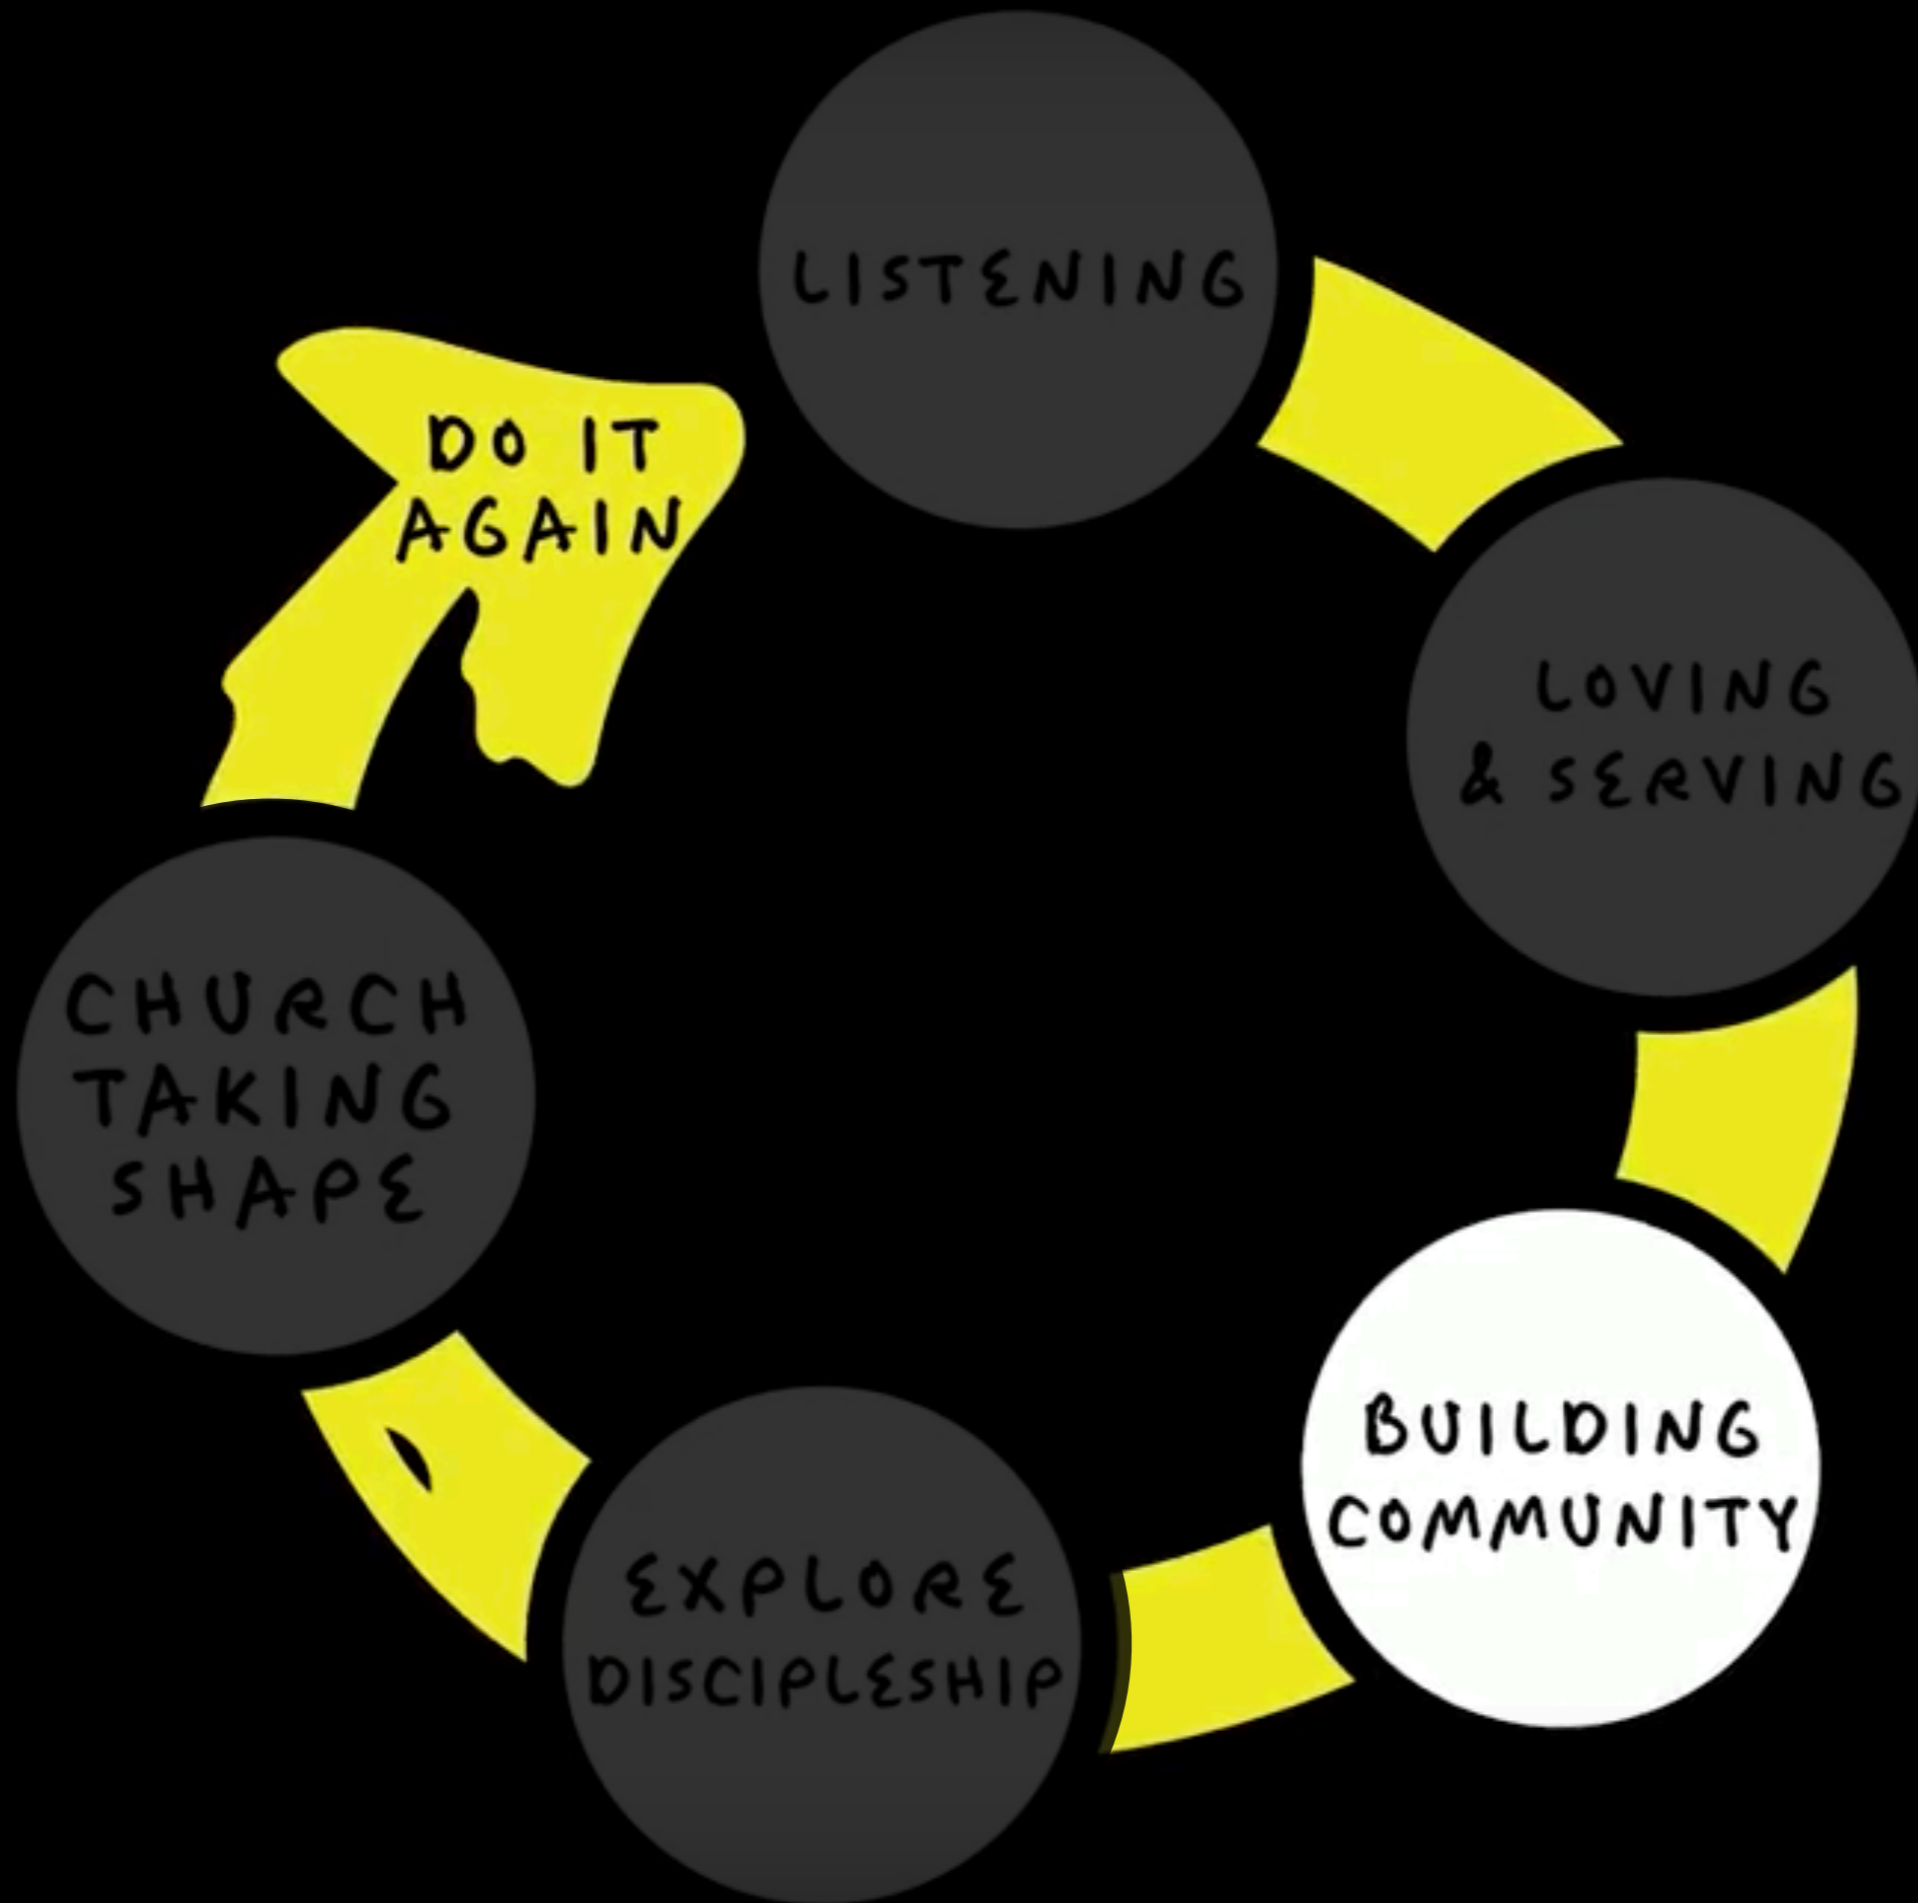 LISTENING
LOVING
& SERVING
BUILDING
COMMUNITY
EXPLORE
DISCIPLESHIP
CHURCH
TAKING
SHAPE
DO IT
AGAIN